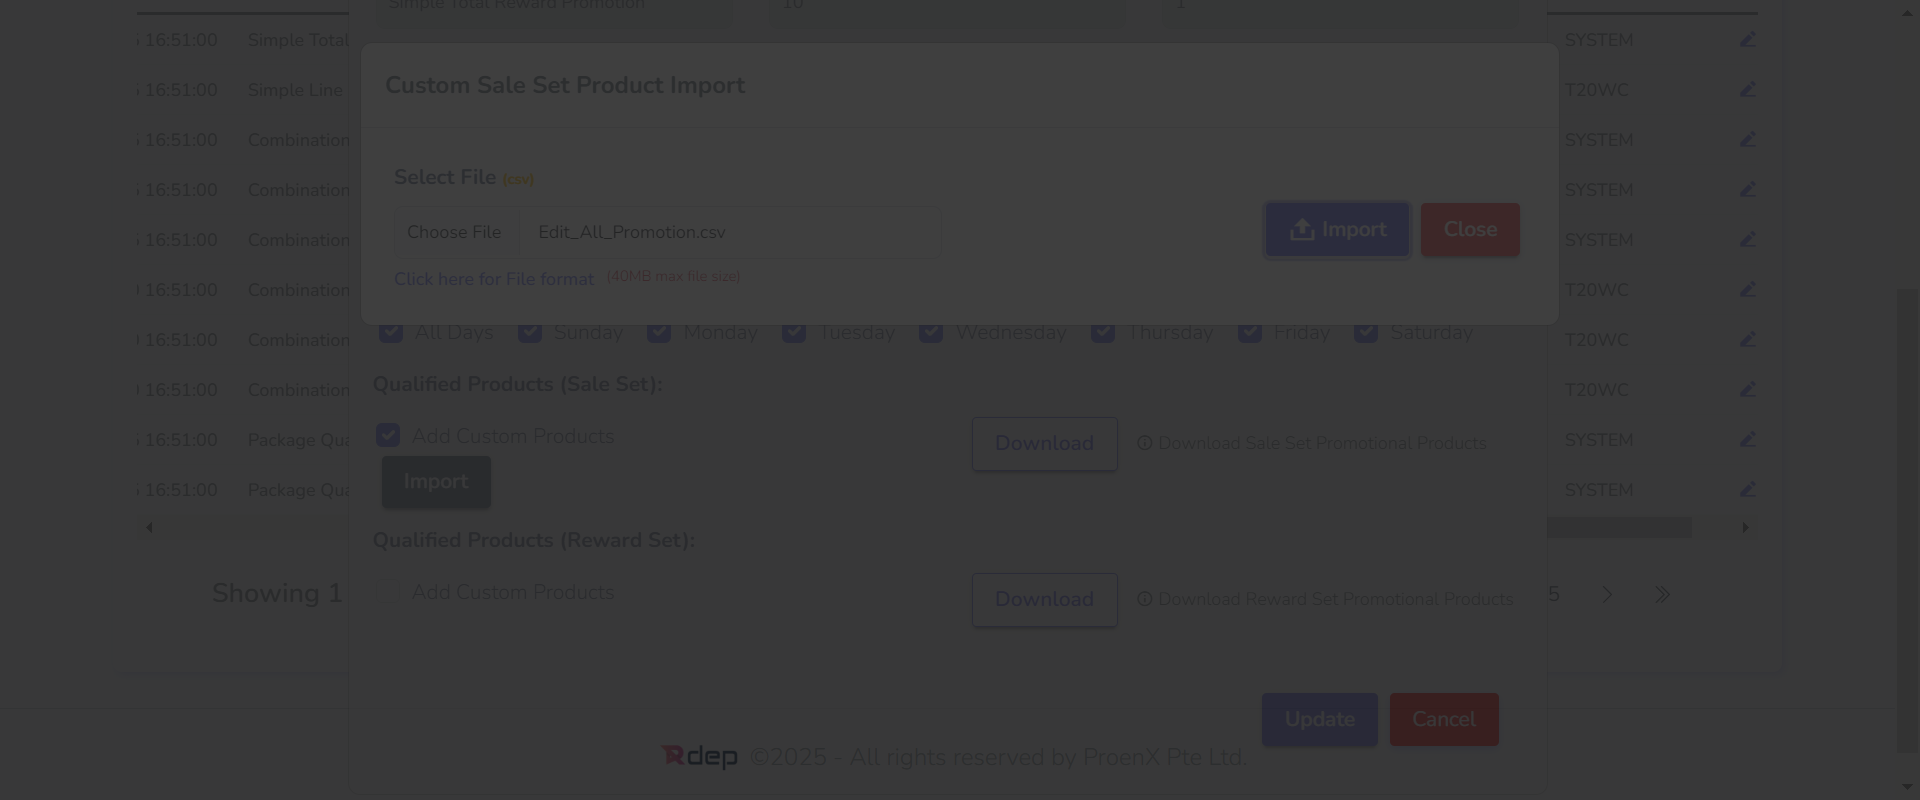 Simple Total Reward Promotion 10 1
16:51:00 Simple Total SYSTEM
Custom Sale Set Product Import
16:51:00 Simple Line T20WC
16:51:00 Combination SYSTEM
Select File (csv)
16:51:00 Combination SYSTEM
Choose File Edit_All_Promotion.csv Import Close
16:51:00 Combination SYSTEM
Click here for File format (40MB max file size)
16:51:00 Combination T20WC
All Days Sunday Monday Tuesday Wednesday Thursday Friday Saturday
16:51:00 Combination T20WC
Qualified Products (Sale Set):
16:51:00 Combination T20WC
Add Custom Products Download Download Sale Set Promotional Products
16:51:00 Package Qua SYSTEM
Import
16:51:00 Package Qua SYSTEM
Qualified Products (Reward Set):
Showing 1 5
Add Custom Products Download Download Reward Set Promotional Products
Update Cancel
Rdep ©2025 - All rights reserved by ProenX Pte Ltd.